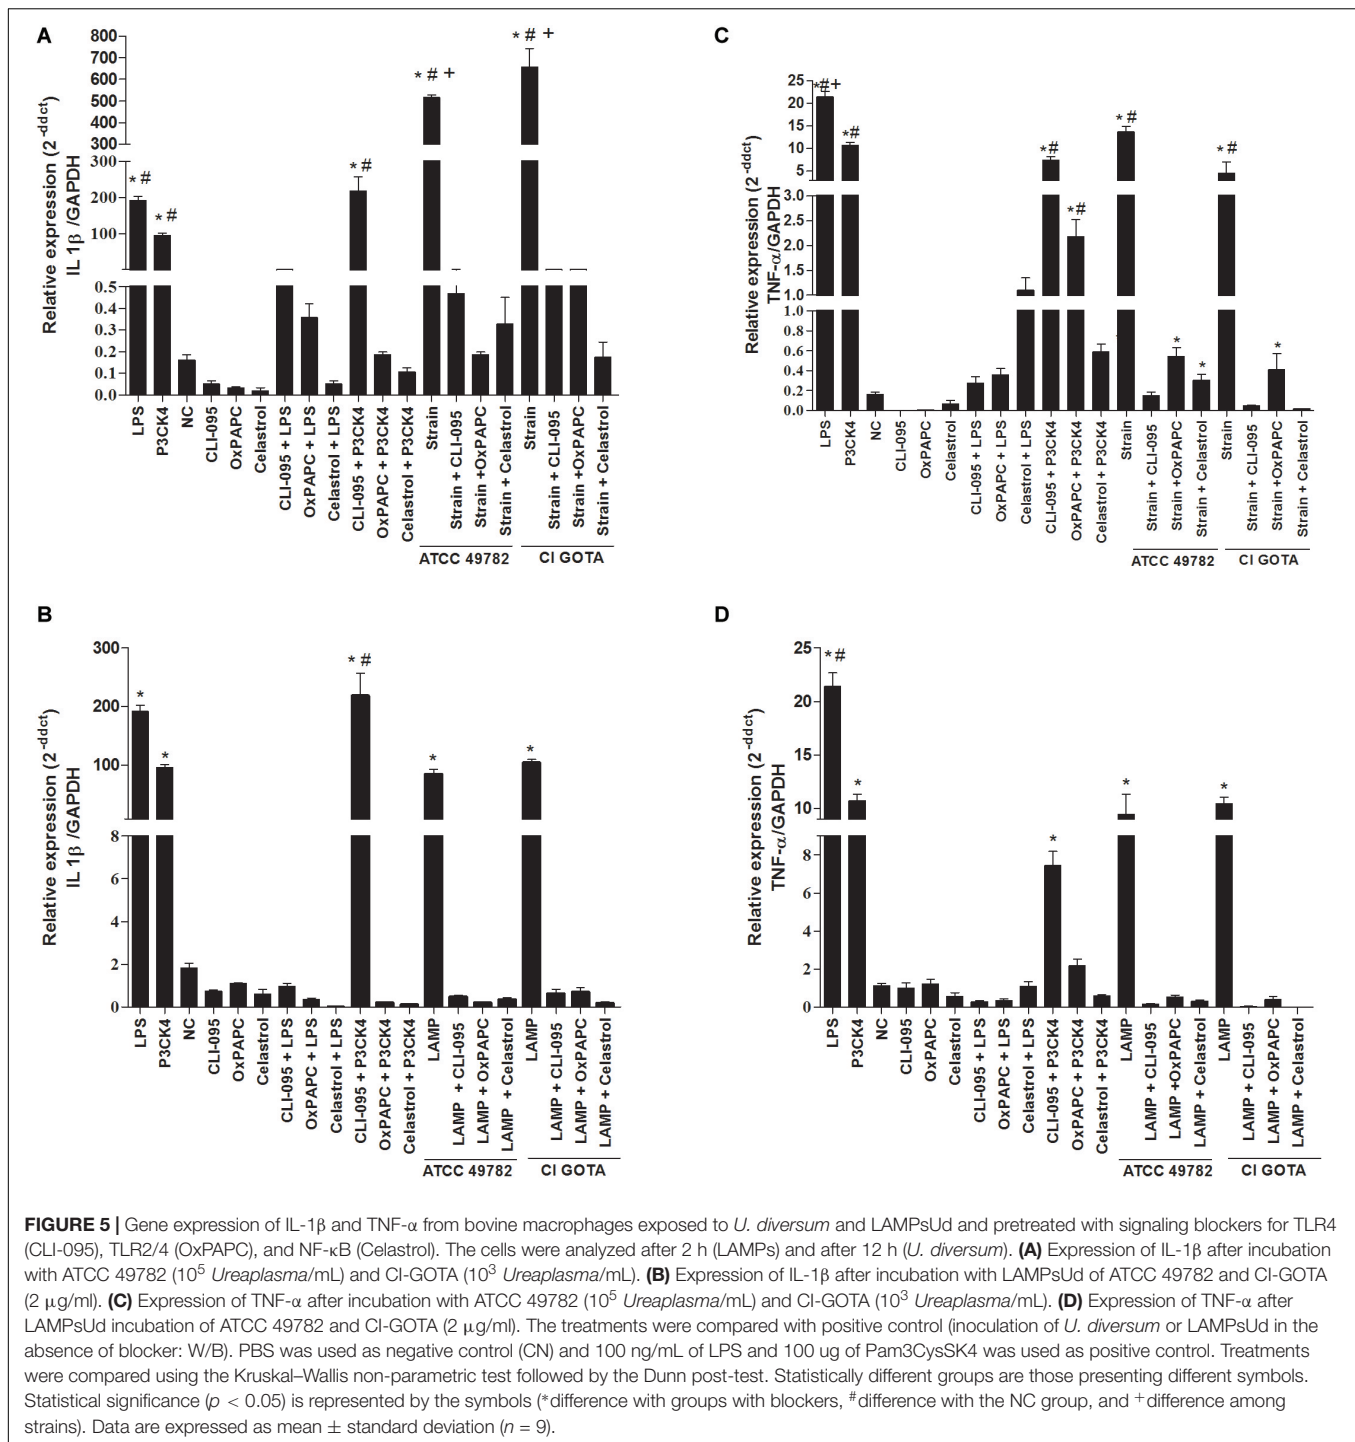 A
Relative expression (2^-ddct)
IL 1β /GAPDH
800
700
600
500
400
300
300
200
100
0.5
0.4
0.3
0.2
0.1
0.0
* #
* #
* #
* # +
* # +
LPS
P3CK4
NC
CLI-095
OxPAPC
Celastrol
CLI-095 + LPS
OxPAPC + LPS
Celastrol + LPS
CLI-095 + P3CK4
OxPAPC + P3CK4
Celastrol + P3CK4
Strain
Strain + CLI-095
Strain +OxPAPC
Strain + Celastrol
Strain
Strain + CLI-095
Strain +OxPAPC
Strain + Celastrol
ATCC 49782
CI GOTA
C
Relative expression (2^-ddct)
TNF-α/GAPDH
25
20
15
10
5
3.0
2.5
2.0
1.5
1.0
1.0
0.8
0.6
0.4
0.2
0.0
*#+
*#
*#
*#
* #
*
*
* #
*
LPS
P3CK4
NC
CLI-095
OxPAPC
Celastrol
CLI-095 + LPS
OxPAPC + LPS
Celastrol + LPS
CLI-095 + P3CK4
OxPAPC + P3CK4
Celastrol + P3CK4
Strain
Strain + CLI-095
Strain +OxPAPC
Strain + Celastrol
Strain
Strain + CLI-095
Strain +OxPAPC
Strain + Celastrol
ATCC 49782
CI GOTA
B
Relative expression (2^-ddct)
IL 1β /GAPDH
300
200
100
8
6
4
2
0
*
*
* #
*
*
LPS
P3CK4
NC
CLI-095
OxPAPC
Celastrol
CLI-095 + LPS
OxPAPC + LPS
Celastrol + LPS
CLI-095 + P3CK4
OxPAPC + P3CK4
Celastrol + P3CK4
LAMP
LAMP + CLI-095
LAMP +OxPAPC
LAMP + Celastrol
LAMP
LAMP + CLI-095
LAMP + OxPAPC
LAMP + Celastrol
ATCC 49782
CI GOTA
D
Relative expression (2^-ddct)
TNF-α/GAPDH
25
20
15
10
8
6
4
2
0
* #
*
*
*
*
LPS
P3CK4
NC
CLI-095
OxPAPC
Celastrol
CLI-095 + LPS
OxPAPC + LPS
Celastrol + LPS
CLI-095 + P3CK4
OxPAPC + P3CK4
Celastrol + P3CK4
LAMP
LAMP + CLI-095
LAMP +OxPAPC
LAMP + Celastrol
LAMP
LAMP + CLI-095
LAMP + OxPAPC
LAMP + Celastrol
ATCC 49782
CI GOTA
FIGURE 5 | Gene expression of IL-1β and TNF-α from bovine macrophages exposed to U. diversum and LAMPsUd and pretreated with signaling blockers for TLR4
(CLI-095), TLR2/4 (OxPAPC), and NF-κB (Celastrol). The cells were analyzed after 2 h (LAMPs) and after 12 h (U. diversum). (A) Expression of IL-1β after incubation
with ATCC 49782 (10⁵ Ureaplasma/mL) and CI-GOTA (10³ Ureaplasma/mL). (B) Expression of IL-1β after incubation with LAMPsUd of ATCC 49782 and CI-GOTA
(2 μg/ml). (C) Expression of TNF-α after incubation with ATCC 49782 (10⁵ Ureaplasma/mL) and CI-GOTA (10³ Ureaplasma/mL). (D) Expression of TNF-α after
LAMPsUd incubation of ATCC 49782 and CI-GOTA (2 μg/ml). The treatments were compared with positive control (inoculation of U. diversum or LAMPsUd in the
absence of blocker: W/B). PBS was used as negative control (CN) and 100 ng/mL of LPS and 100 ug of Pam3CysSK4 was used as positive control. Treatments
were compared using the Kruskal–Wallis non-parametric test followed by the Dunn post-test. Statistically different groups are those presenting different symbols.
Statistical significance (p < 0.05) is represented by the symbols (*difference with groups with blockers, #difference with the NC group, and +difference among
strains). Data are expressed as mean ± standard deviation (n = 9).